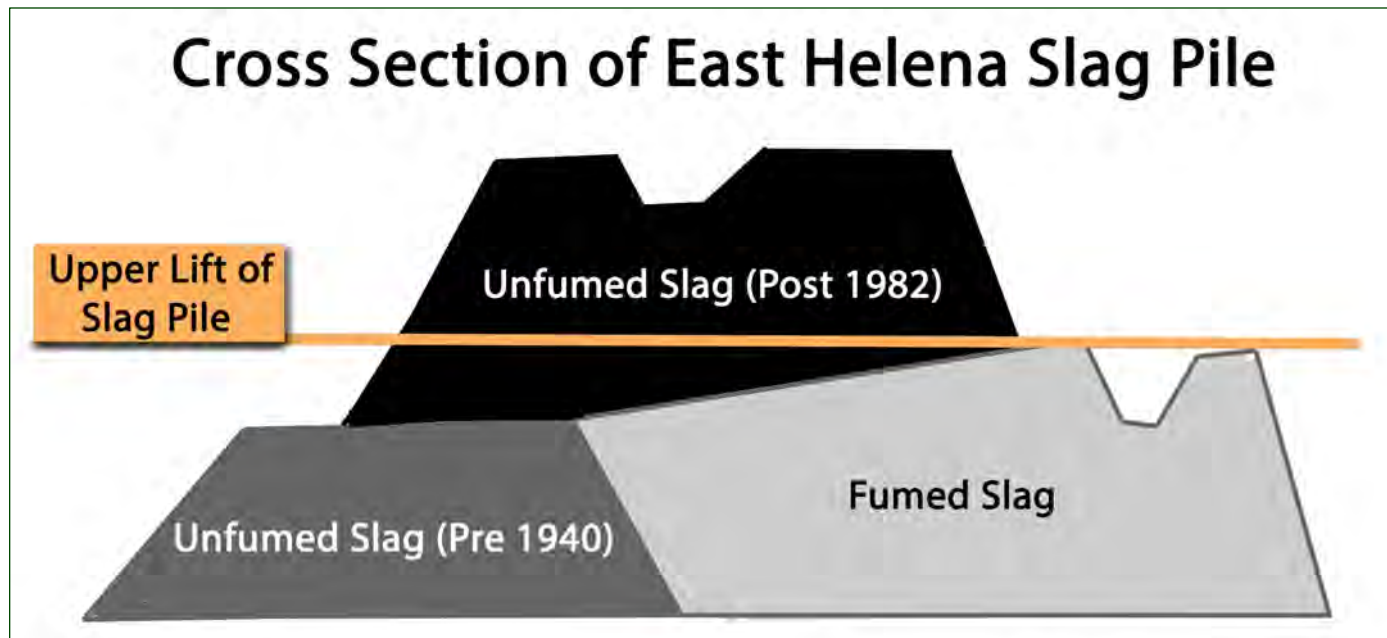 Cross Section of East Helena Slag Pile
Upper Lift of
Slag Pile
Unfumed Slag (Post 1982)
Fumed Slag
Unfumed Slag (Pre 1940)